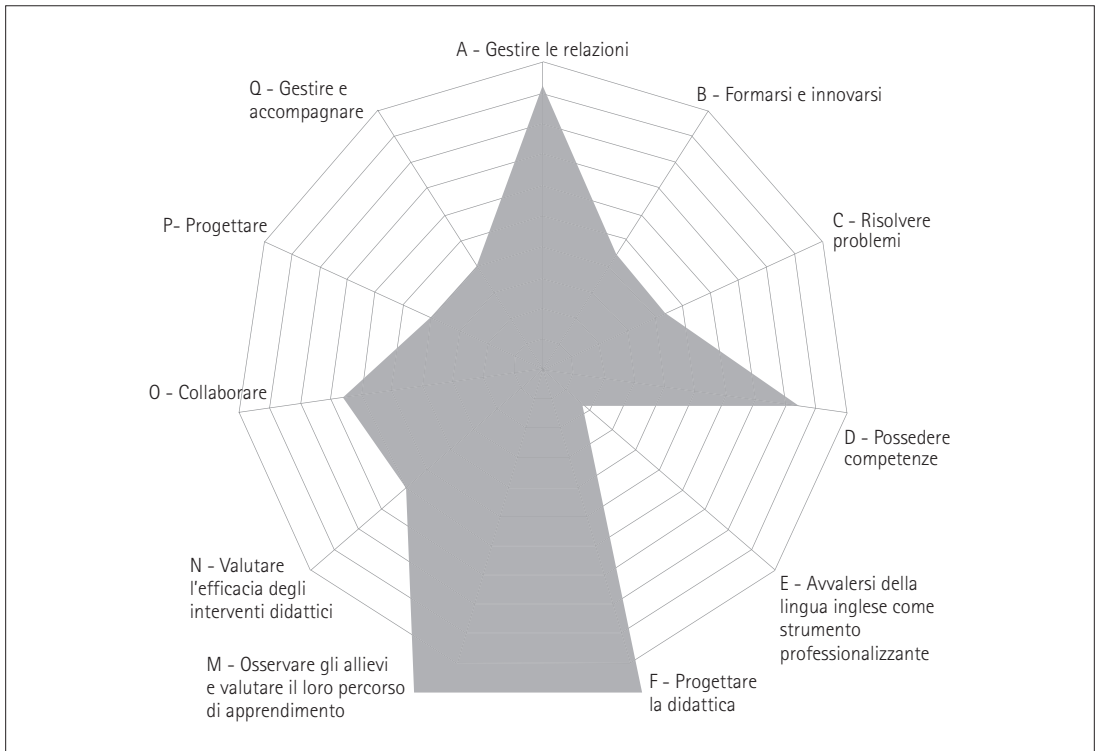 A - Gestire le relazioni
B - Formarsi e innovarsi
C - Risolvere
problemi
D - Possedere
competenze
E - Avvalersi della
lingua inglese come
strumento
professionalizzante
F - Progettare
la didattica
M - Osservare gli allievi
e valutare il loro percorso
di apprendimento
N - Valutare
l'efficacia degli
interventi didattici
O - Collaborare
P- Progettare
Q - Gestire e
accompagnare